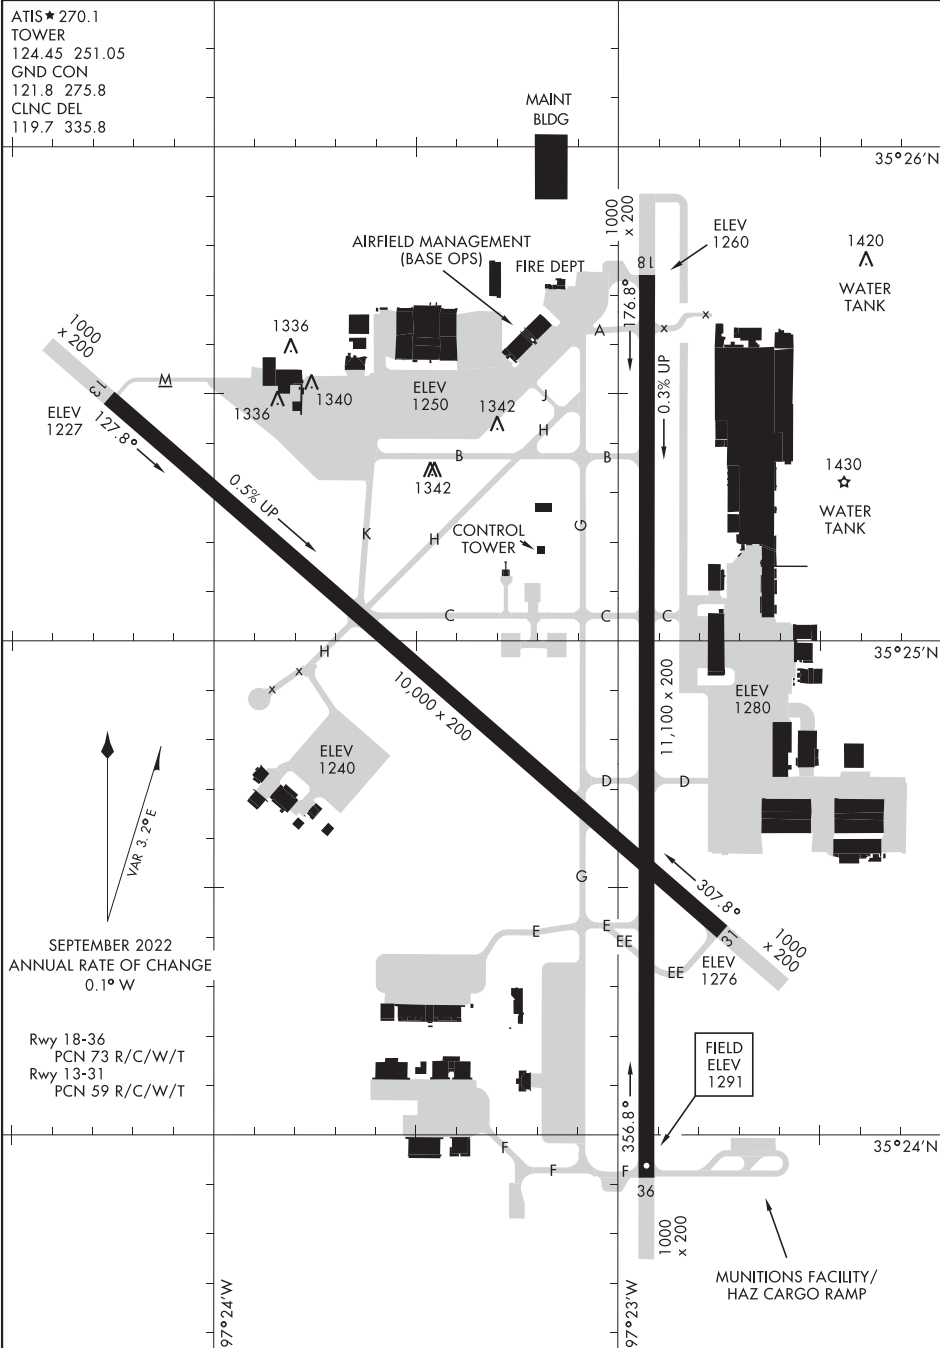 ATIS★ 270.1
TOWER
124.45 251.05
GND CON
121.8 275.8
CLNC DEL
119.7 335.8
MAINT
BLDG
35°26'N
1000
x 200
ELEV
1260
1420
WATER
TANK
AIRFIELD MANAGEMENT
(BASE OPS)
FIRE DEPT
18
176.8°
A
x
x
0.3% UP
1000
x 200
1336
M
1340
1336
ELEV
1250
1342
J
H
13
ELEV
1227
127.8°
B
B
1342
1430
WATER
TANK
0.5% UP
K
H
G
CONTROL
TOWER
C
C
C
35°25'N
H
x
x
10,000 x 200
11,100 x 200
ELEV
1280
ELEV
1240
D
D
VAR 3.2° E
G
307.8°
31
1000
x 200
E
E
EE
EE
ELEV
1276
SEPTEMBER 2022
ANNUAL RATE OF CHANGE
0.1° W
Rwy 18-36
PCN 73 R/C/W/T
Rwy 13-31
PCN 59 R/C/W/T
FIELD
ELEV
1291
356.8°
35°24'N
F
F
F
36
1000
x 200
MUNITIONS FACILITY/
HAZ CARGO RAMP
97°24'W
97°23'W